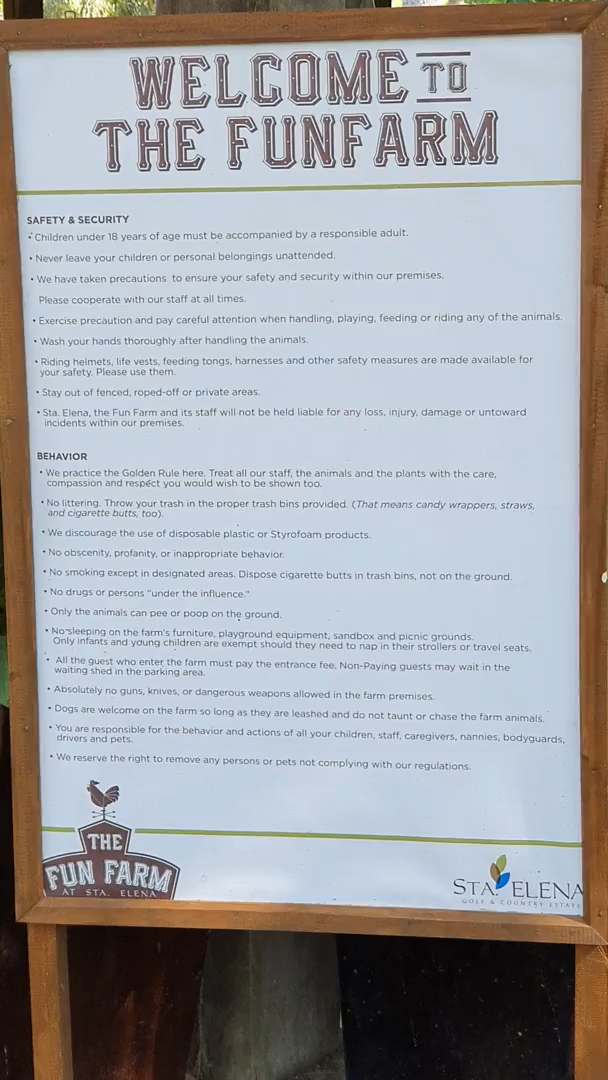 WELCOME TO
THE FUNFARM
SAFETY & SECURITY
• Children under 18 years of age must be accompanied by a responsible adult.
• Never leave your children or personal belongings unattended.
• We have taken precautions to ensure your safety and security within our premises.
Please cooperate with our staff at all times.
• Exercise precaution and pay careful attention when handling, playing, feeding or riding any of the animals.
• Wash your hands thoroughly after handling the animals.
• Riding helmets, life vests, feeding tongs, harnesses and other safety measures are made available for
your safety. Please use them.
• Stay out of fenced, roped-off or private areas.
• Sta. Elena, the Fun Farm and its staff will not be held liable for any loss, injury, damage or untoward
incidents within our premises.
BEHAVIOR
• We practice the Golden Rule here. Treat all our staff, the animals and the plants with the care,
compassion and respect you would wish to be shown too.
• No littering. Throw your trash in the proper trash bins provided. (That means candy wrappers, straws,
and cigarette butts, too).
• We discourage the use of disposable plastic or Styrofoam products.
• No obscenity, profanity, or inappropriate behavior.
• No smoking except in designated areas. Dispose cigarette butts in trash bins, not on the ground.
• No drugs or persons "under the influence."
• Only the animals can pee or poop on the ground.
• No sleeping on the farm's furniture, playground equipment, sandbox and picnic grounds.
Only infants and young children are exempt should they need to nap in their strollers or travel seats.
• All the guest who enter the farm must pay the entrance fee. Non-Paying guests may wait in the
waiting shed in the parking area.
• Absolutely no guns, knives, or dangerous weapons allowed in the farm premises.
• Dogs are welcome on the farm so long as they are leashed and do not taunt or chase the farm animals.
• You are responsible for the behavior and actions of all your children, staff, caregivers, nannies, bodyguards,
drivers and pets.
• We reserve the right to remove any persons or pets not complying with our regulations.
THE
FUN FARM
AT STA. ELENA
STA. ELENA
GOLF & COUNTRY ESTATE